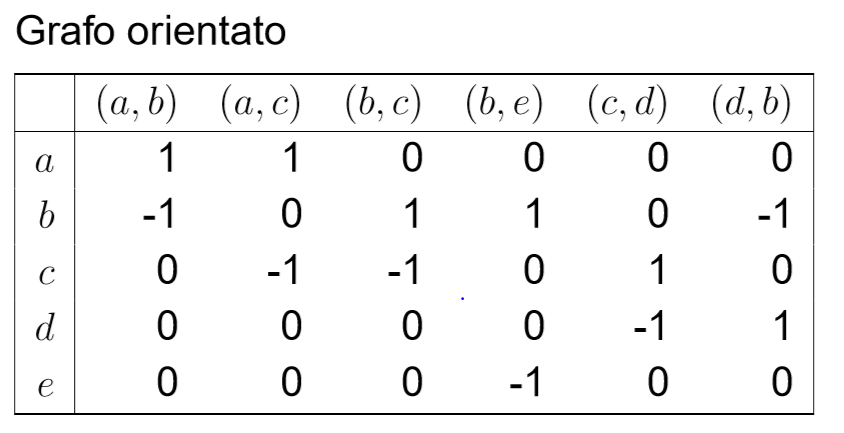 Grafo orientato
(a, b) (a, c) (b, c) (b, e) (c, d) (d, b)
a 1 1 0 0 0 0
b -1 0 1 1 0 -1
c 0 -1 -1 0 1 0
d 0 0 0 0 -1 1
e 0 0 0 -1 0 0